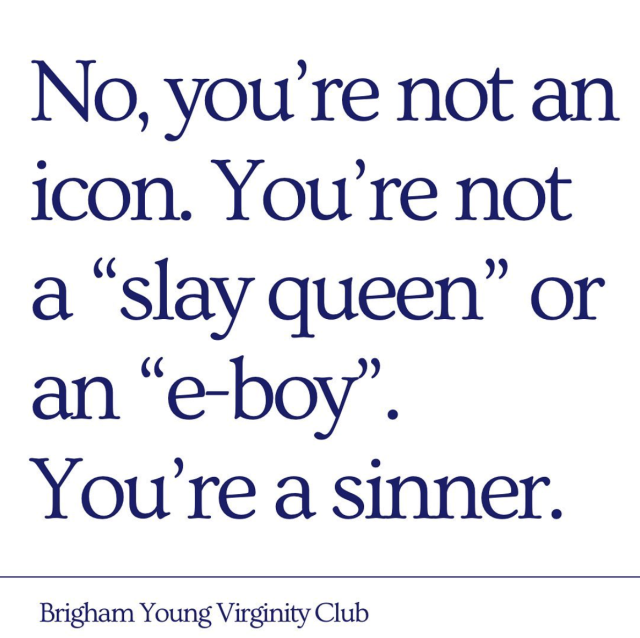 No, you’re not an
icon. You’re not
a “slay queen” or
an “e-boy”.
You’re a sinner.
Brigham Young Virginity Club